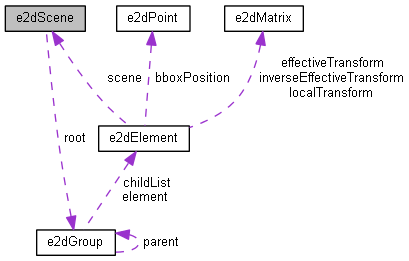 e2dScene
e2dPoint
e2dMatrix
scene
bboxPosition
effectiveTransform
inverseEffectiveTransform
localTransform
root
e2dElement
childList
element
e2dGroup
parent